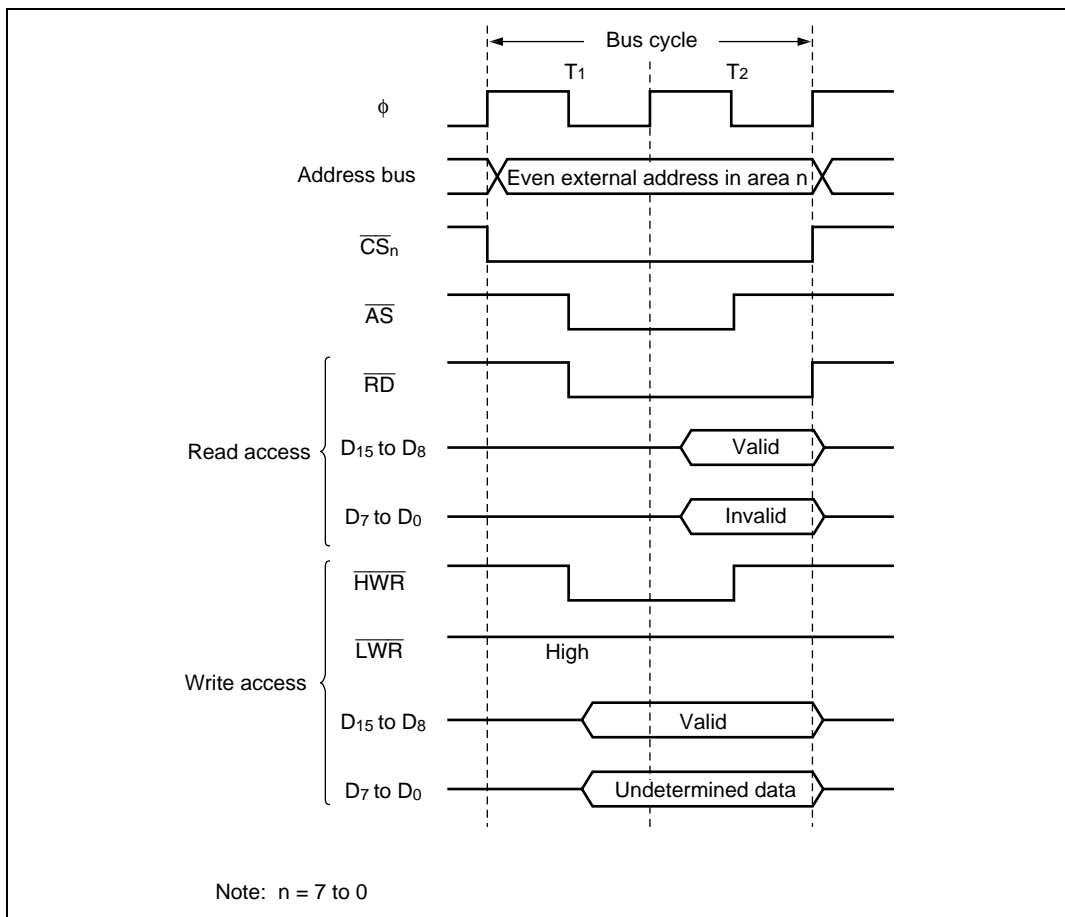 Bus cycle
T1 T2
ϕ
Address bus
Even external address in area n
CSn
AS
RD
Read access
D15 to D8
Valid
D7 to D0
Invalid
HWR
LWR
High
Write access
D15 to D8
Valid
D7 to D0
Undetermined data
Note: n = 7 to 0